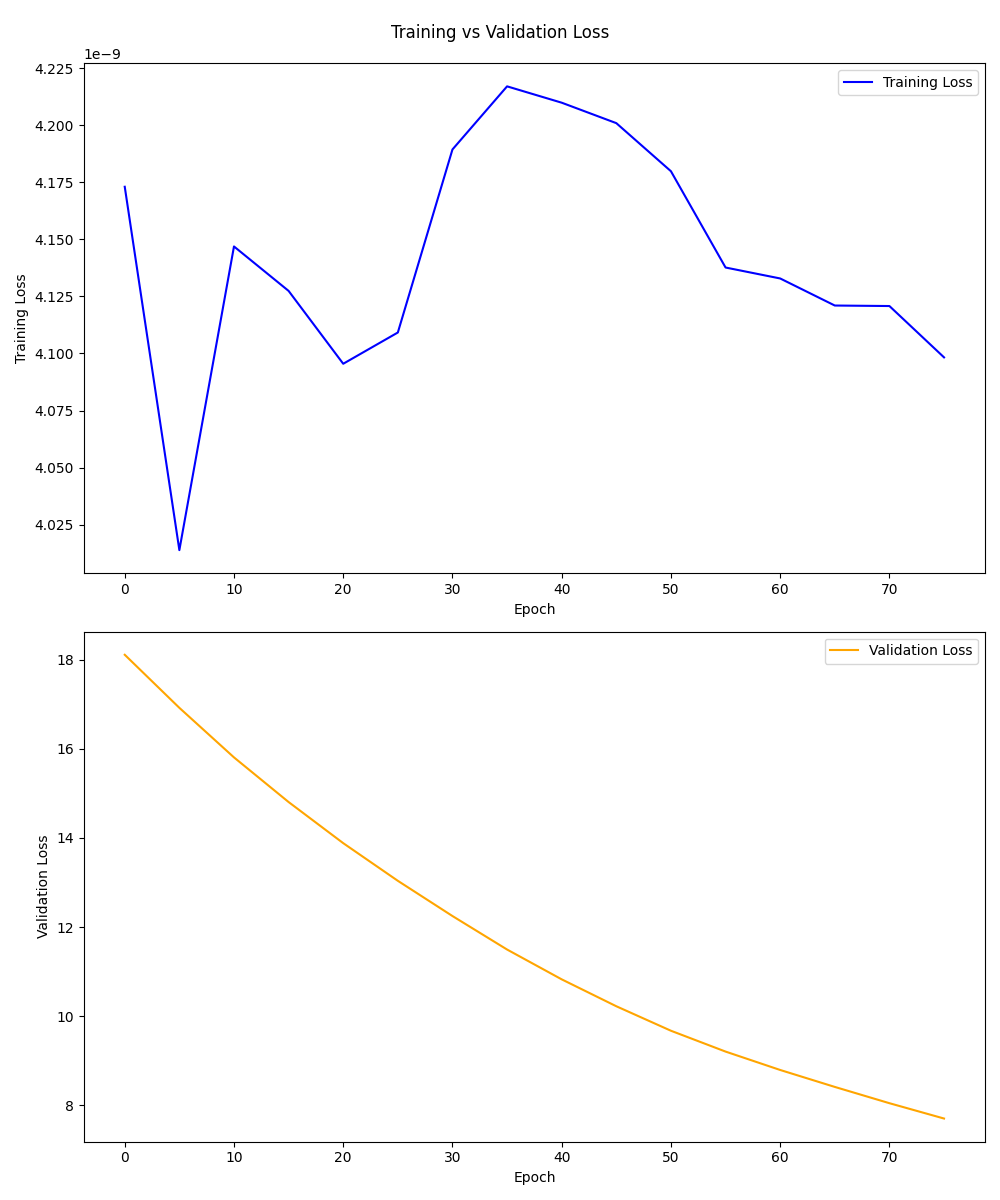 Training vs Validation Loss
1e−9
4.225
4.200
4.175
4.150
4.125
4.100
4.075
4.050
4.025
Training Loss
Training Loss
0 10 20 30 40 50 60 70
Epoch
18
16
14
12
10
8
Validation Loss
Validation Loss
0 10 20 30 40 50 60 70
Epoch